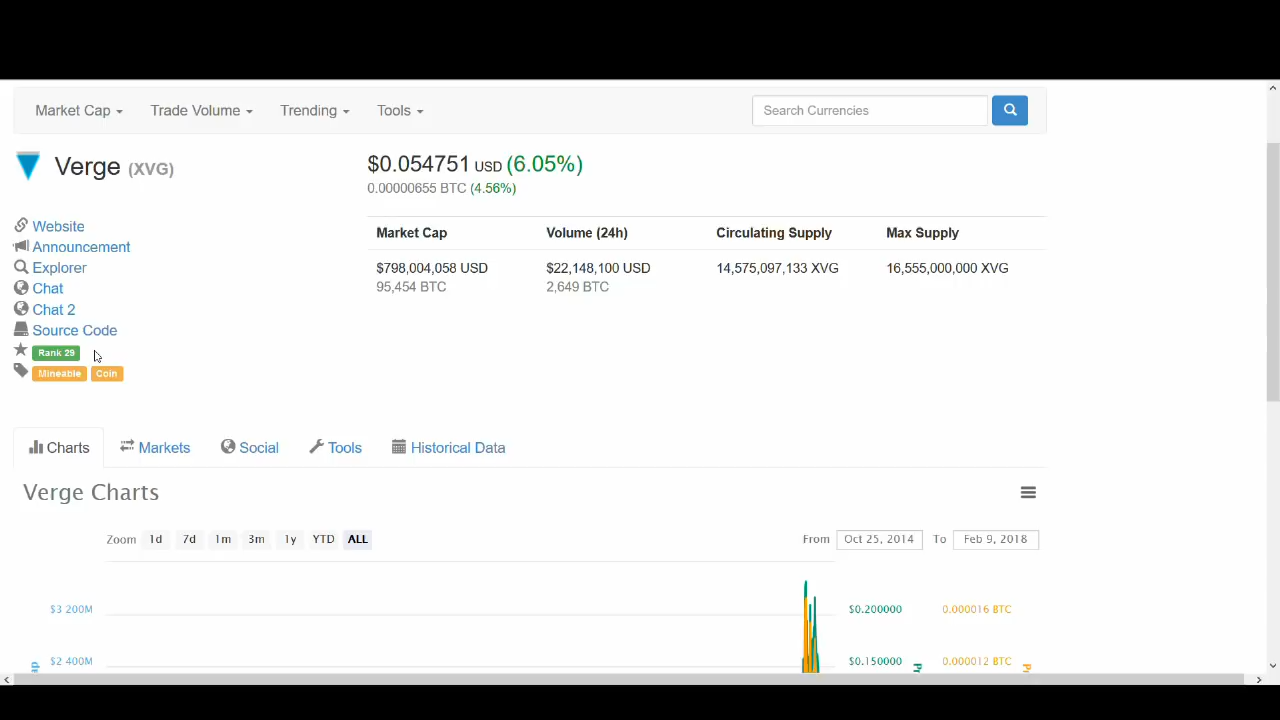 Market Cap Trade Volume Trending Tools Search Currencies
Verge (XVG)
$0.054751 USD (6.05%)
0.00000655 BTC (4.56%)
Website
Announcement
Explorer
Chat
Chat 2
Source Code
Rank 29
Mineable Coin
Market Cap Volume (24h) Circulating Supply Max Supply
$798,004,058 USD $22,148,100 USD 14,575,097,133 XVG 16,555,000,000 XVG
95,454 BTC 2,649 BTC
Charts Markets Social Tools Historical Data
Verge Charts
Zoom 1d 7d 1m 3m 1y YTD ALL From Oct 25, 2014 To Feb 9, 2018
$3 200M $0.200000 0.000016 BTC
$2 400M $0.150000 0.000012 BTC